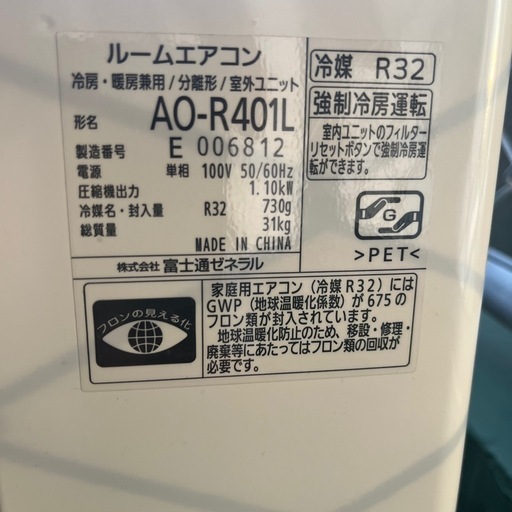 ルームエアコン
冷房・暖房兼用/分離形/室外ユニット
形名 AO-R401L
製造番号 E 006812
電源 単相 100V 50/60Hz
圧縮機出力 1.10kW
冷媒名・封入量 R32 730g
総質量 31kg
MADE IN CHINA
株式会社 富士通ゼネラル
冷媒 R32
強制冷房運転
室内ユニットのフィルター
リセットボタンで強制冷房運
転ができます。
G
>PET<
フロンの見える化
家庭用エアコン(冷媒R32)には
GWP(地球温暖化係数)が675の
フロン類が封入されています。
地球温暖化防止のため、移設・修理・
廃棄等にあたってはフロン類の回収が
必要です。